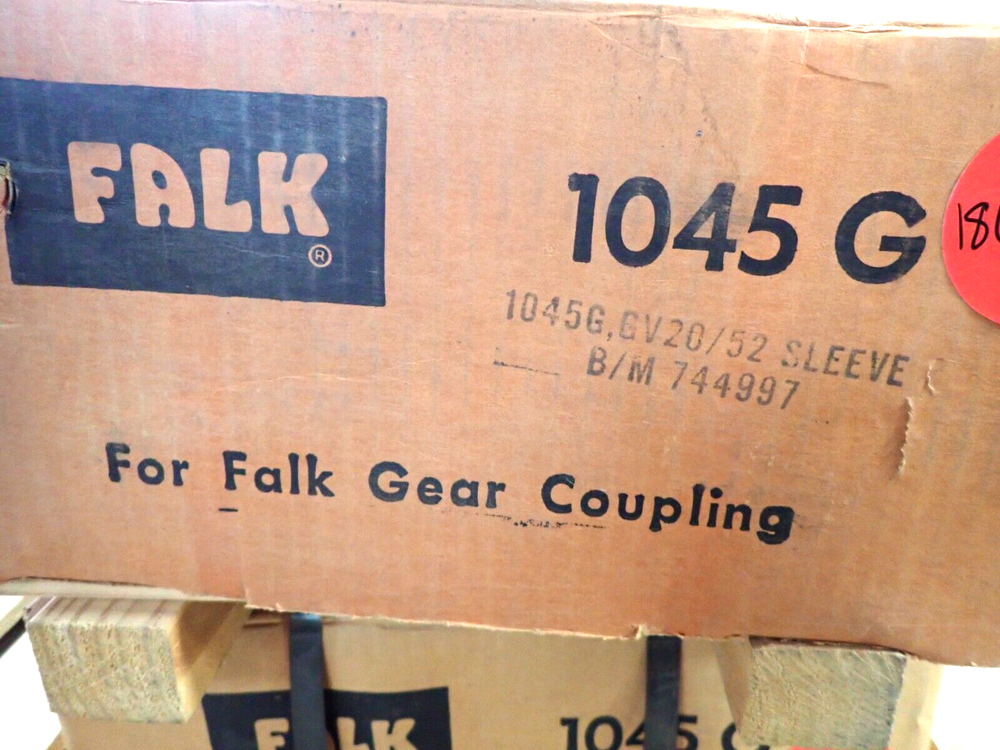 FALK®
1045 G
1045G,GV20/52 SLEEVE
B/M 744997
For Falk Gear Coupling
FALK
1045